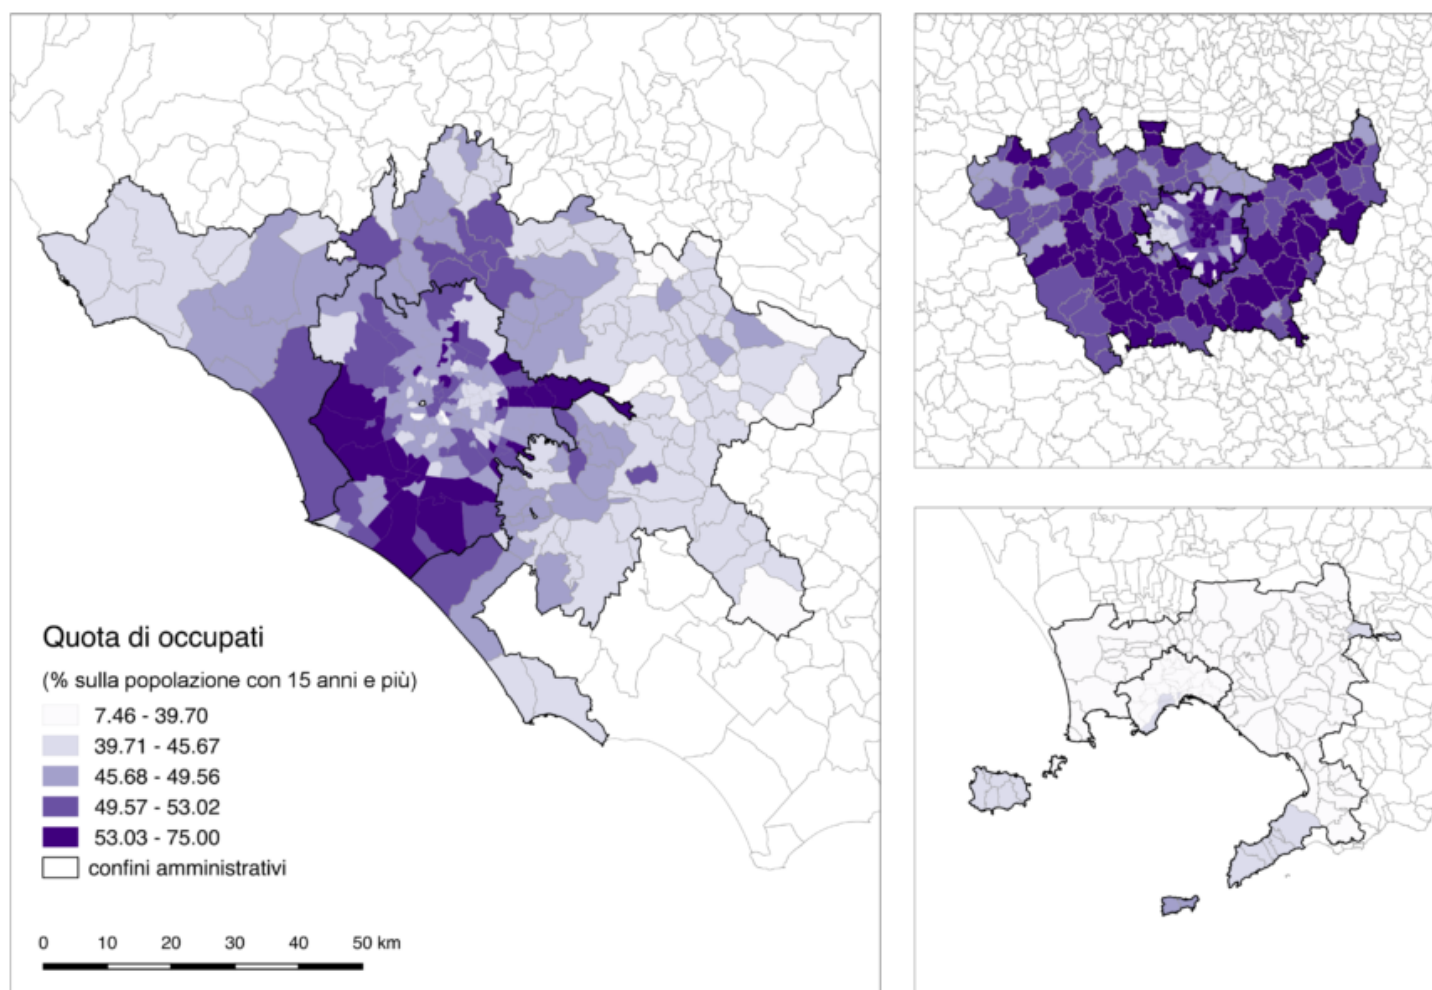 Quota di occupati
(% sulla popolazione con 15 anni e più)
7.46 - 39.70
39.71 - 45.67
45.68 - 49.56
49.57 - 53.02
53.03 - 75.00
confini amministrativi
0 10 20 30 40 50 km